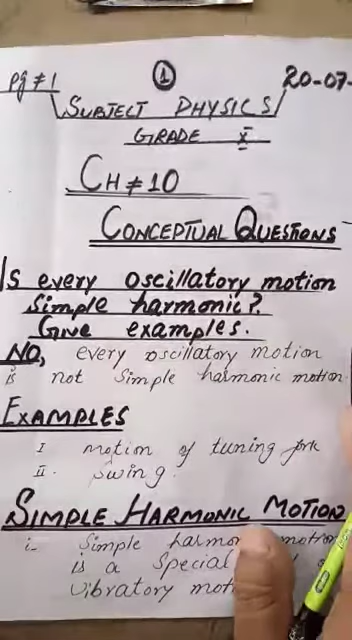 pg # 1 ① 20-07-
SUBJECT PHYSICS
GRADE X
CH # 10
CONCEPTUAL QUESTIONS
Is every oscillatory motion
Simple harmonic?
Give examples.
NO, every oscillatory motion
is not simple harmonic motion
EXAMPLES
I motion of tuning fork
II. Swing.
SIMPLE HARMONIC MOTION
i- Simple harmo motion
is a Special
vibratory mot